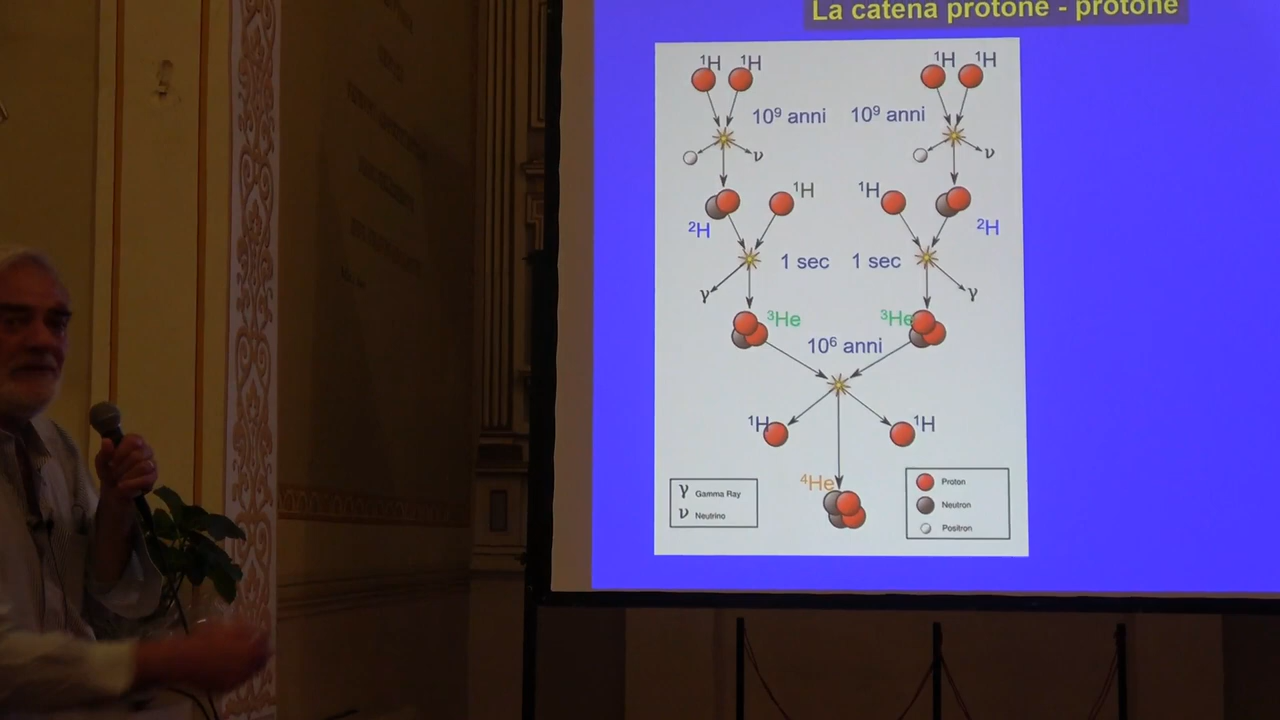 La catena protone - protone
¹H ¹H ¹H ¹H
10⁹ anni 10⁹ anni
ν ν
¹H ¹H
²H ²H
1 sec 1 sec
γ γ
³He ³He
10⁶ anni
¹H ¹H
⁴He
γ Gamma Ray
ν Neutrino
Proton
Neutron
Positron